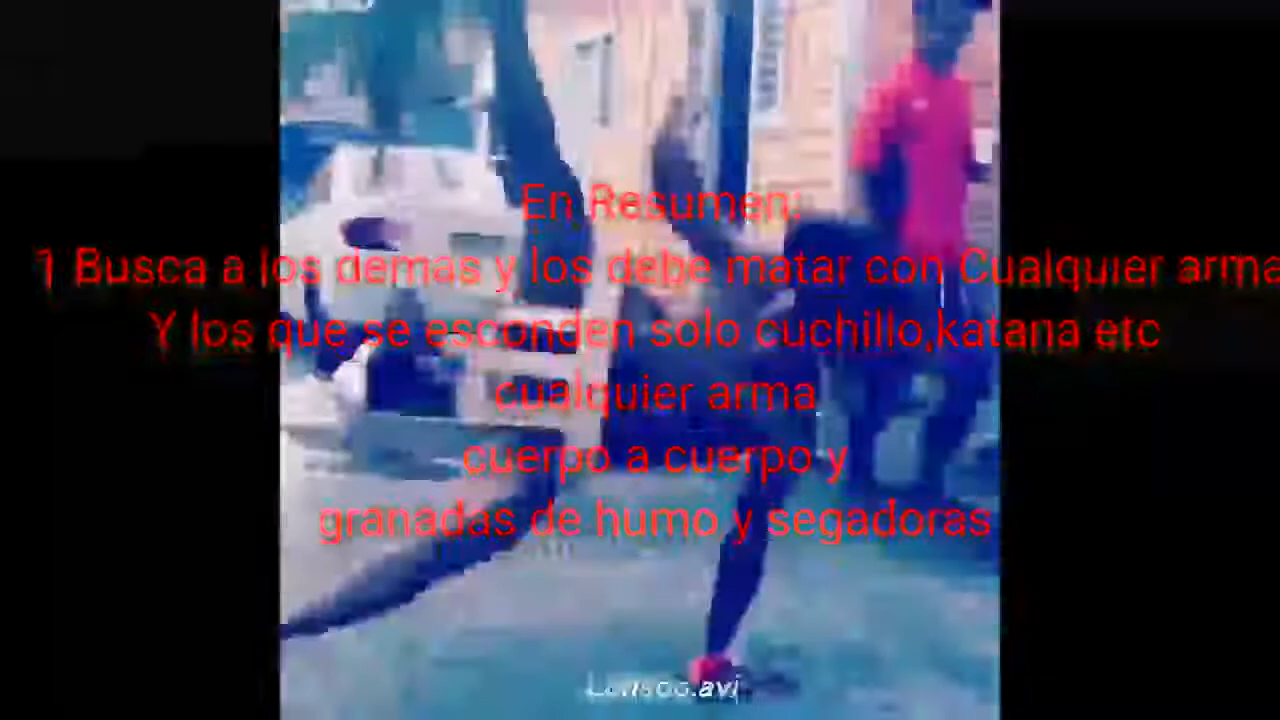 En Resumen:
1 Busca a los demas y los debe matar con Cualquier arma
Y los que se esconden solo cuchillo,katana etc
cualquier arma
cuerpo a cuerpo y
granadas de humo y segadoras